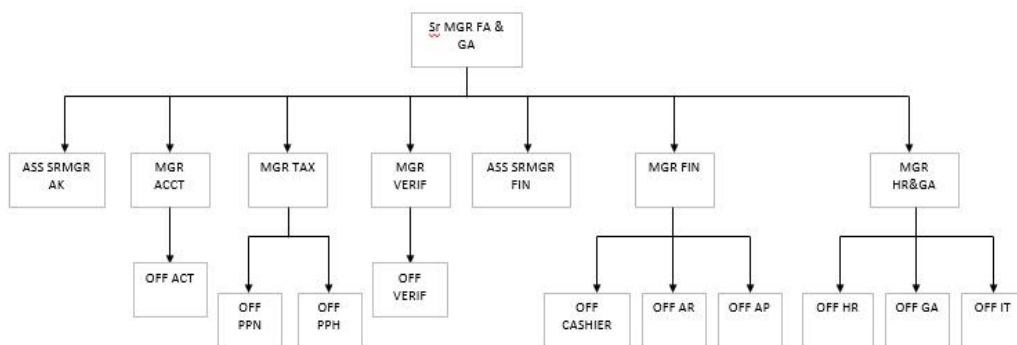 Sr MGR FA &
GA
ASS SRMGR
AK
MGR
ACCT
MGR TAX
MGR
VERIF
ASS SRMGR
FIN
MGR FIN
MGR
HR&GA
OFF ACT
OFF
PPN
OFF
PPH
OFF
VERIF
OFF
CASHIER
OFF AR
OFF AP
OFF HR
OFF GA
OFF IT